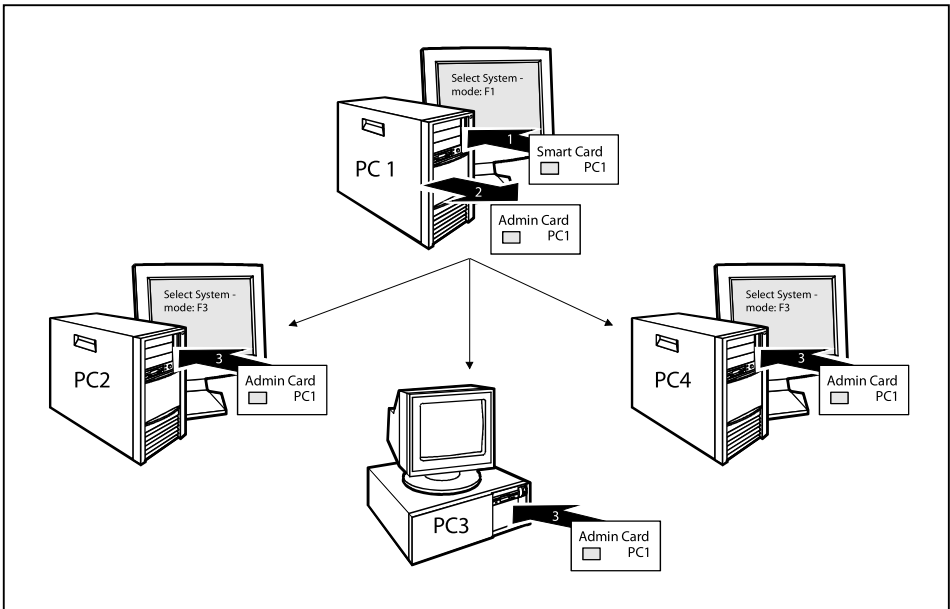 Select System -
mode: F1
PC 1
1
Smart Card
PC1
2
Admin Card
PC1
Select System -
mode: F3
PC2
3
Admin Card
PC1
Select System -
mode: F3
PC4
3
Admin Card
PC1
PC3
3
Admin Card
PC1